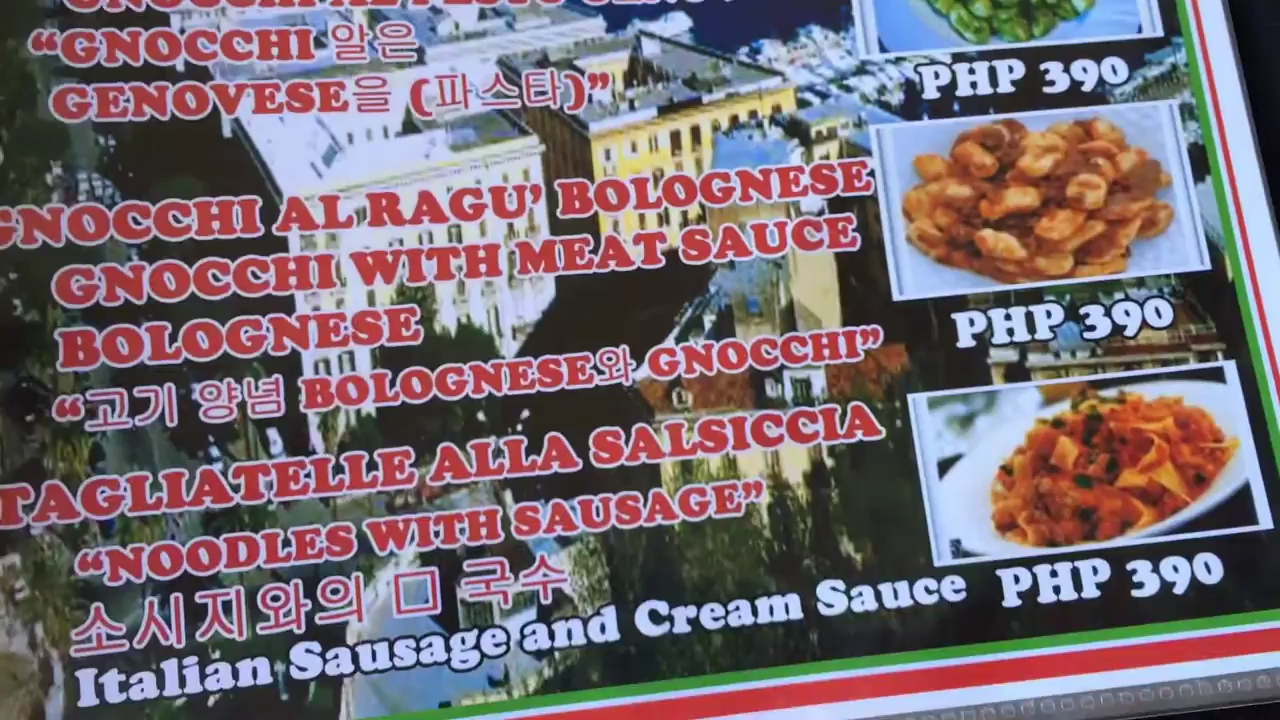 GNOCCHI AL PESTO
“GNOCCHI 알은
GENOVESE을 (파스타)”
PHP 390
GNOCCHI AL RAGU’ BOLOGNESE
GNOCCHI WITH MEAT SAUCE
BOLOGNESE
PHP 390
“고기 양념 BOLOGNESE와 GNOCCHI”
TAGLIATELLE ALLA SALSICCIA
“NOODLES WITH SAUSAGE”
소시지와의 □ 국수
Italian Sausage and Cream Sauce PHP 390